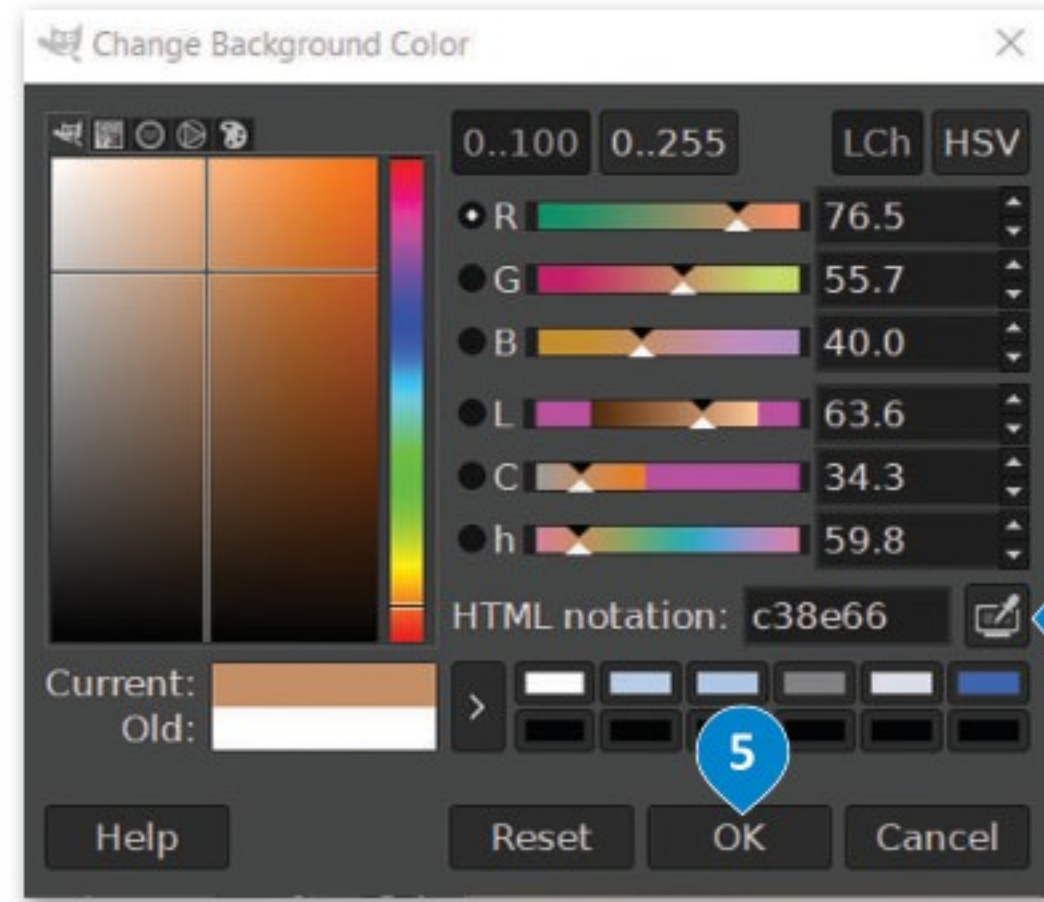 Change Background Color
0..100 0..255 LCh HSV
R 76.5
G 55.7
B 40.0
L 63.6
C 34.3
h 59.8
HTML notation: c38e66
Current:
Old:
>
5
Help Reset OK Cancel